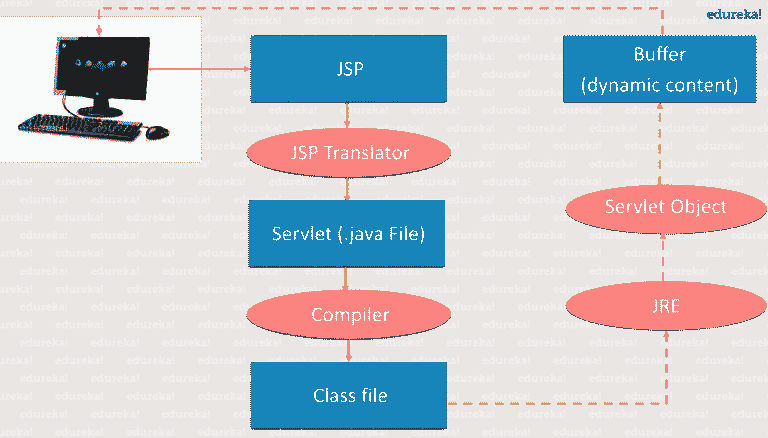 edureka!
JSP
Buffer
(dynamic content)
JSP Translator
Servlet Object
Servlet (.java File)
JRE
Compiler
Class file